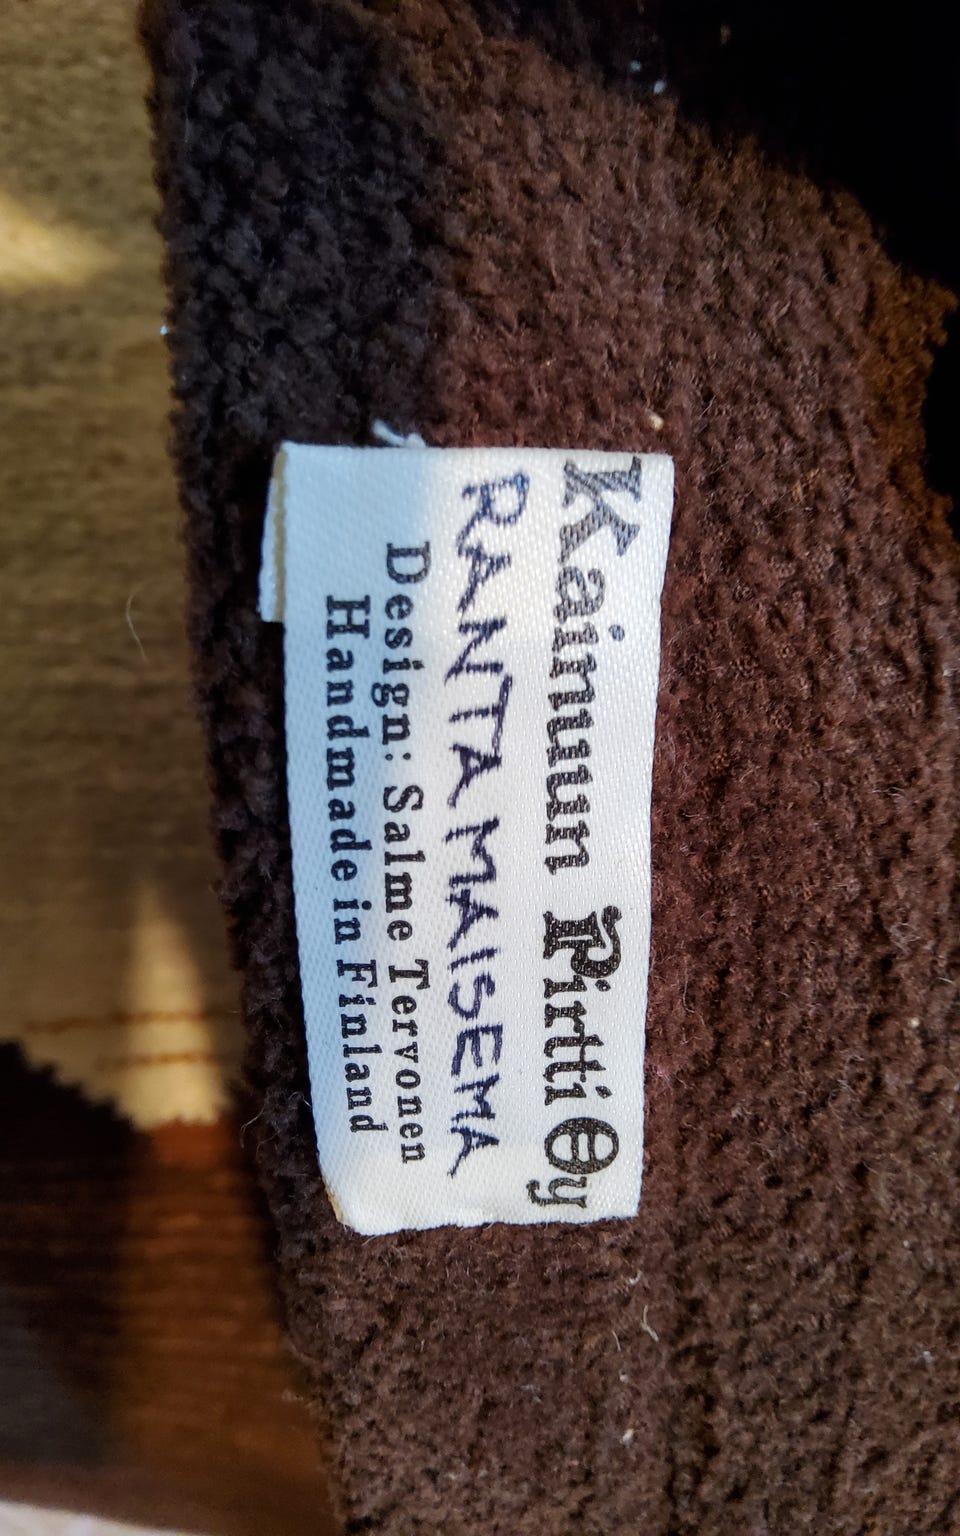 Kainuun Pirtti Oy
RANTAMAISEMA
Design: Salme Tervonen
Handmade in Finland